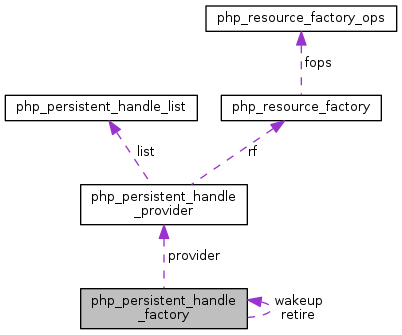 php_resource_factory_ops
fops
php_persistent_handle_list
php_resource_factory
list
rf
php_persistent_handle
_provider
provider
php_persistent_handle
_factory
wakeup
retire